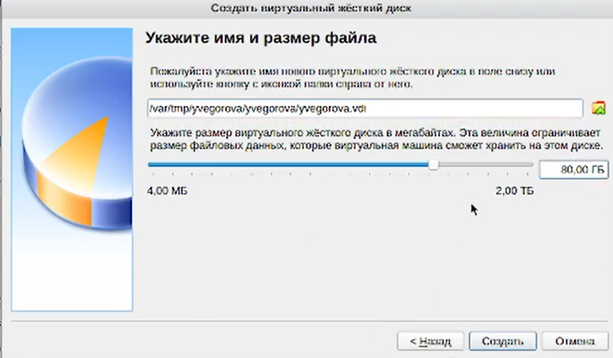 Создать виртуальный жёсткий диск
Укажите имя и размер файла
Пожалуйста укажите имя нового виртуального жёсткого диска в поле снизу или
используйте кнопку с иконкой папки справа от него.
/var/tmp/yvegorova/yvegorova/yvegorova.vdi
Укажите размер виртуального жёсткого диска в мегабайтах. Эта величина ограничивает
размер файловых данных, которые виртуальная машина сможет хранить на этом диске.
80,00 ГБ
4,00 МБ 2,00 ТБ
< Назад Создать Отмена